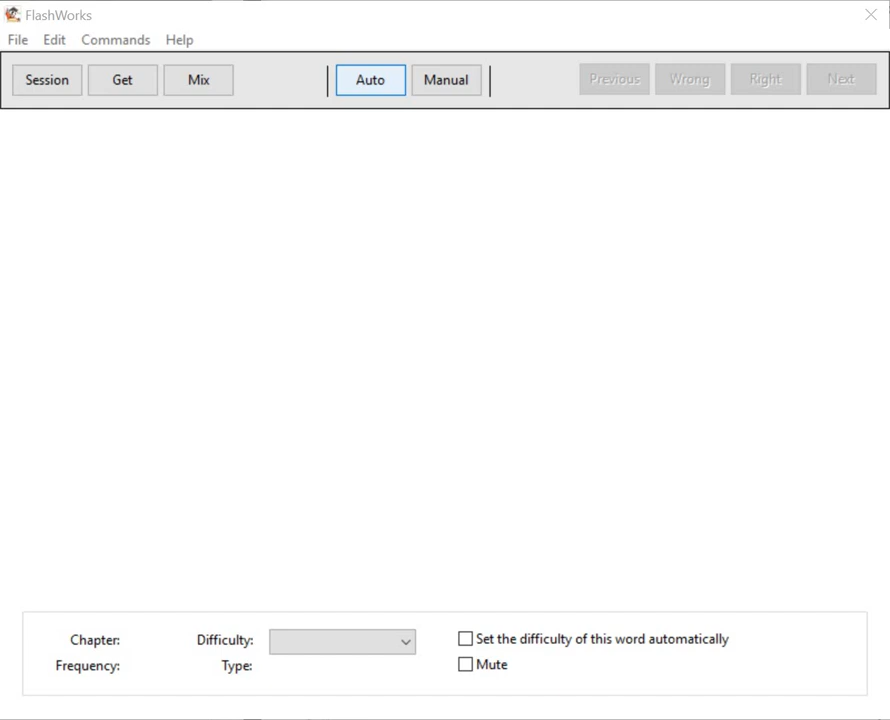 FlashWorks
File Edit Commands Help
Session Get Mix Auto Manual Previous Wrong Right Next
Chapter: Difficulty: Set the difficulty of this word automatically
Frequency: Type: Mute